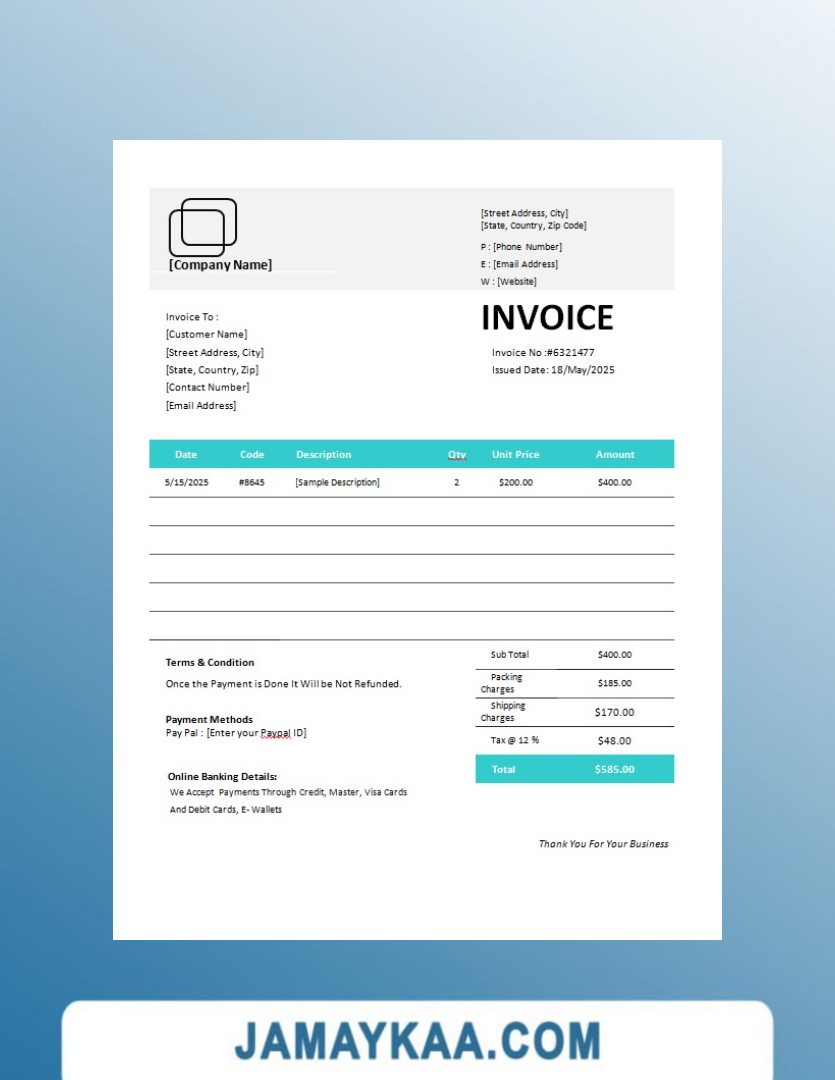 [Company Name]
[Street Address, City]
[State, Country, Zip Code]
P : [Phone Number]
E : [Email Address]
W : [Website]
INVOICE
Invoice No :#6321477
Issued Date: 18/May/2025
Invoice To :
[Customer Name]
[Street Address, City]
[State, Country, Zip]
[Contact Number]
[Email Address]
Date Code Description Qty Unit Price Amount
5/15/2025 #8645 [Sample Description] 2 $200.00 $400.00
Sub Total $400.00
Packing
Charges $185.00
Shipping
Charges $170.00
Tax @ 12 % $48.00
Total $585.00
Terms & Condition
Once the Payment is Done It Will be Not Refunded.
Payment Methods
Pay Pal : [Enter your Paypal ID]
Online Banking Details:
We Accept Payments Through Credit, Master, Visa Cards
And Debit Cards, E- Wallets
Thank You For Your Business
JAMAYKAA.COM